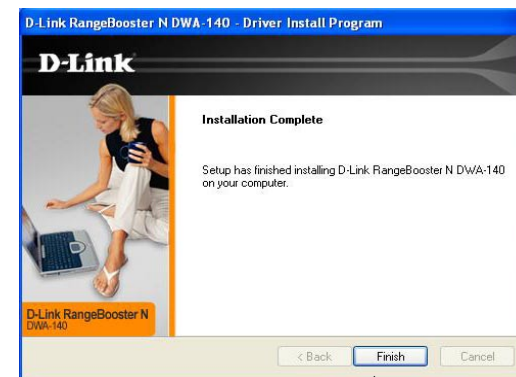 D-Link RangeBooster N DWA-140 - Driver Install Program
D-Link
Installation Complete
Setup has finished installing D-Link RangeBooster N DWA-140
on your computer.
D-Link RangeBooster N
DWA-140
< Back
Finish
Cancel